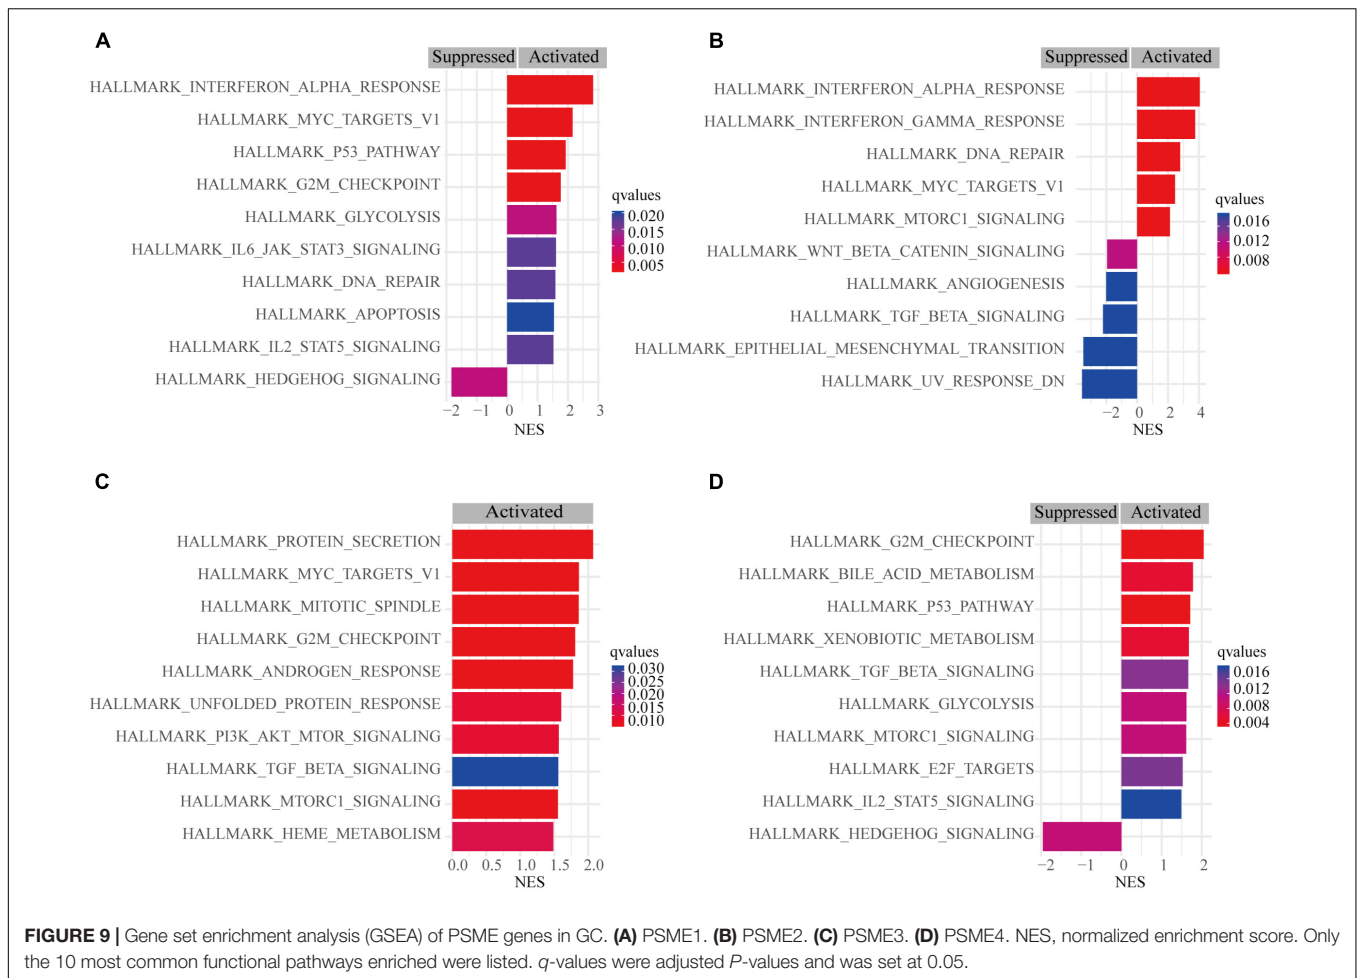 A
Suppressed Activated
HALLMARK_INTERFERON_ALPHA_RESPONSE
HALLMARK_MYC_TARGETS_V1
HALLMARK_P53_PATHWAY
HALLMARK_G2M_CHECKPOINT
HALLMARK_GLYCOLYSIS
HALLMARK_IL6_JAK_STAT3_SIGNALING
HALLMARK_DNA_REPAIR
HALLMARK_APOPTOSIS
HALLMARK_IL2_STAT5_SIGNALING
HALLMARK_HEDGEHOG_SIGNALING
−2 −1 0 1 2 3
NES
qvalues
0.020
0.015
0.010
0.005
B
Suppressed Activated
HALLMARK_INTERFERON_ALPHA_RESPONSE
HALLMARK_INTERFERON_GAMMA_RESPONSE
HALLMARK_DNA_REPAIR
HALLMARK_MYC_TARGETS_V1
HALLMARK_MTORC1_SIGNALING
HALLMARK_WNT_BETA_CATENIN_SIGNALING
HALLMARK_ANGIOGENESIS
HALLMARK_TGF_BETA_SIGNALING
HALLMARK_EPITHELIAL_MESENCHYMAL_TRANSITION
HALLMARK_UV_RESPONSE_DN
−2 0 2 4
NES
qvalues
0.016
0.012
0.008
C
Activated
HALLMARK_PROTEIN_SECRETION
HALLMARK_MYC_TARGETS_V1
HALLMARK_MITOTIC_SPINDLE
HALLMARK_G2M_CHECKPOINT
HALLMARK_ANDROGEN_RESPONSE
HALLMARK_UNFOLDED_PROTEIN_RESPONSE
HALLMARK_PI3K_AKT_MTOR_SIGNALING
HALLMARK_TGF_BETA_SIGNALING
HALLMARK_MTORC1_SIGNALING
HALLMARK_HEME_METABOLISM
0.0 0.5 1.0 1.5 2.0
NES
qvalues
0.030
0.025
0.020
0.015
0.010
D
Suppressed Activated
HALLMARK_G2M_CHECKPOINT
HALLMARK_BILE_ACID_METABOLISM
HALLMARK_P53_PATHWAY
HALLMARK_XENOBIOTIC_METABOLISM
HALLMARK_TGF_BETA_SIGNALING
HALLMARK_GLYCOLYSIS
HALLMARK_MTORC1_SIGNALING
HALLMARK_E2F_TARGETS
HALLMARK_IL2_STAT5_SIGNALING
HALLMARK_HEDGEHOG_SIGNALING
−2 −1 0 1 2
NES
qvalues
0.016
0.012
0.008
0.004
FIGURE 9 | Gene set enrichment analysis (GSEA) of PSME genes in GC. (A) PSME1. (B) PSME2. (C) PSME3. (D) PSME4. NES, normalized enrichment score. Only
the 10 most common functional pathways enriched were listed. q-values were adjusted P-values and was set at 0.05.